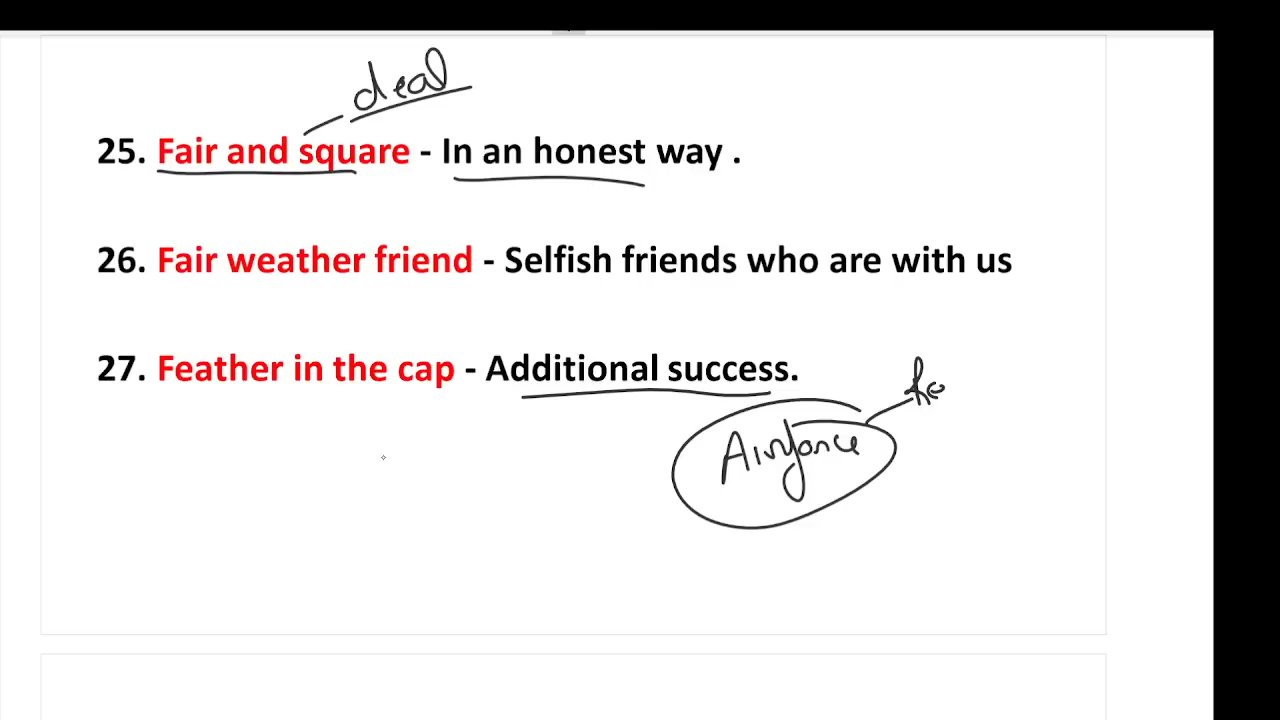 deal
25. Fair and square - In an honest way .
26. Fair weather friend - Selfish friends who are with us
27. Feather in the cap - Additional success.
Airforce